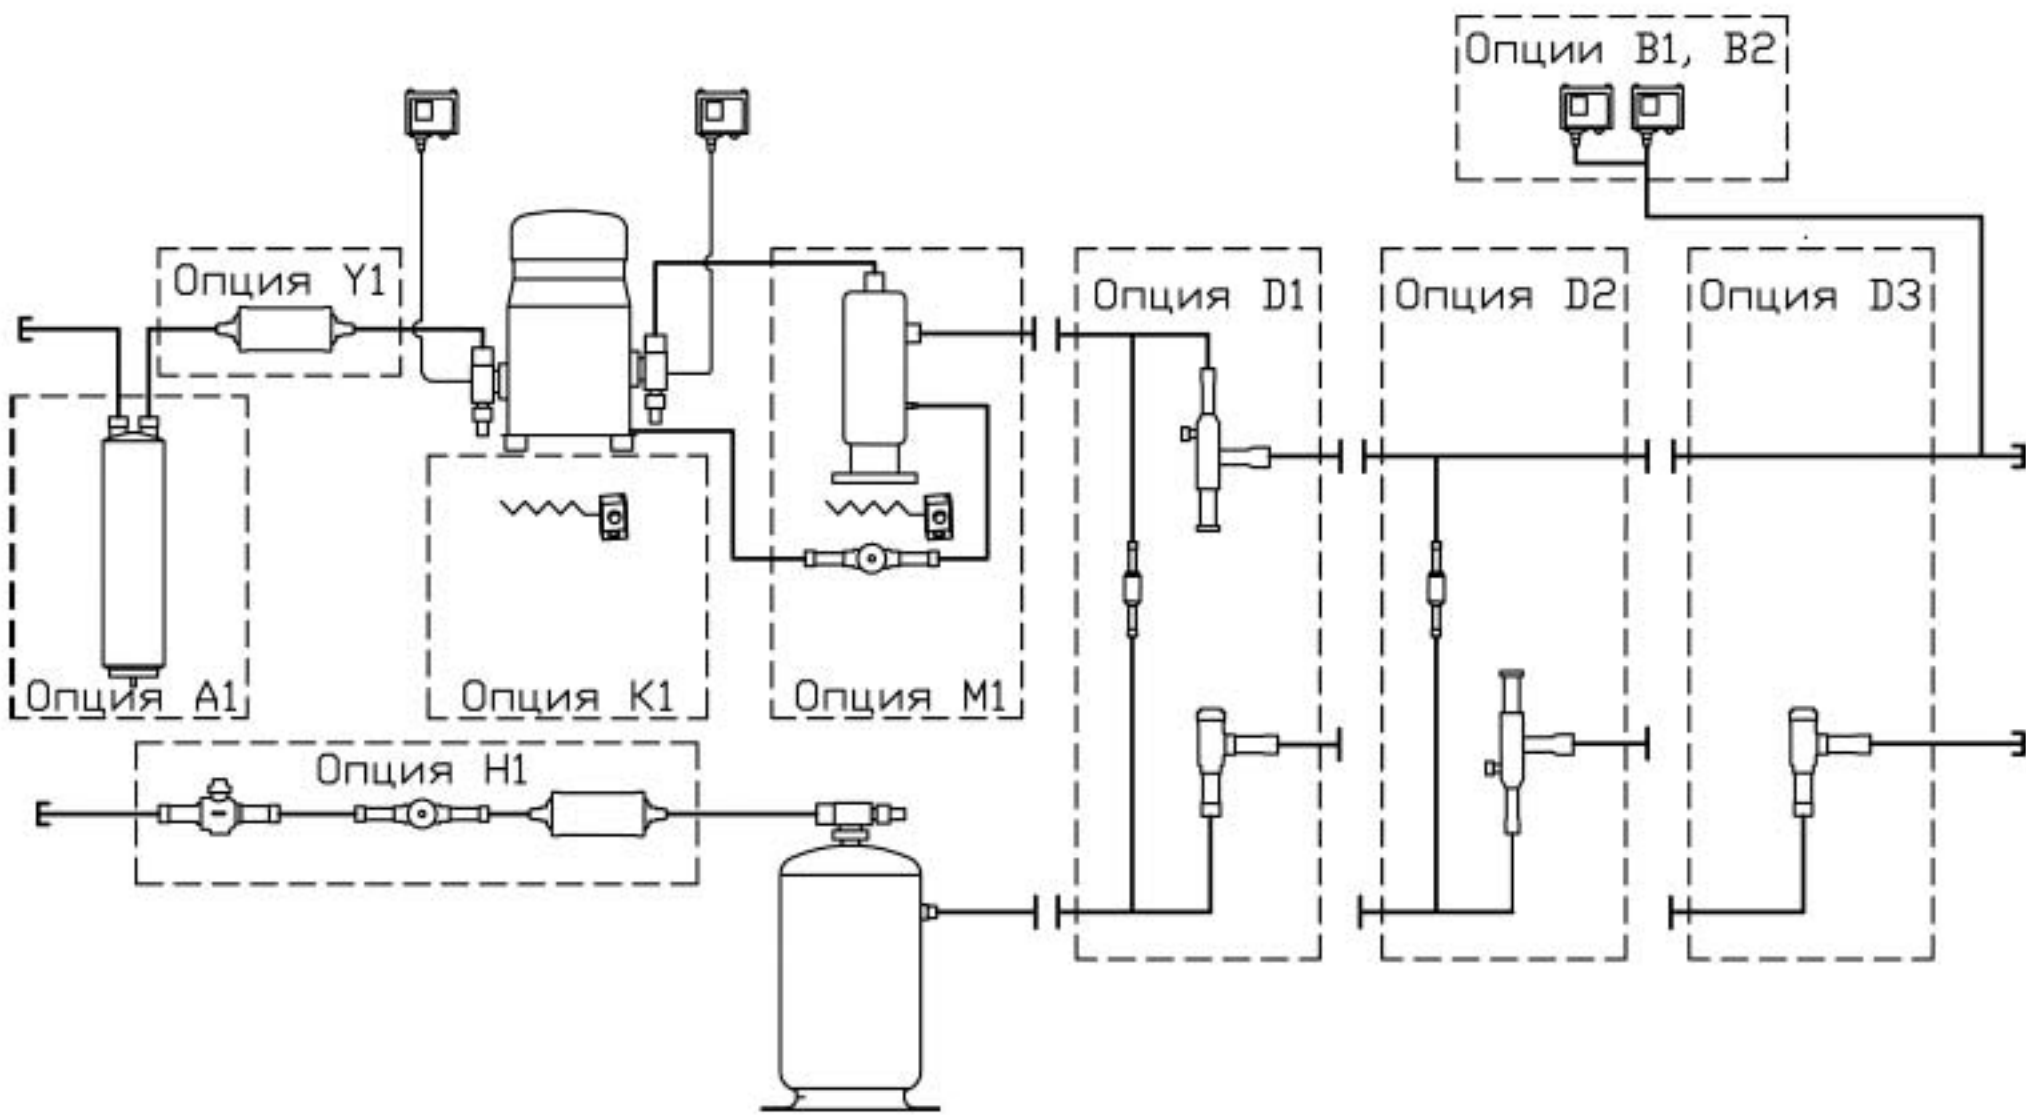 Опции B1, B2
Опция Y1
Опция D1
Опция D2
Опция D3
Опция A1
Опция K1
Опция M1
Опция H1